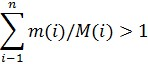 n
∑ m(i)/M(i) > 1
i−1